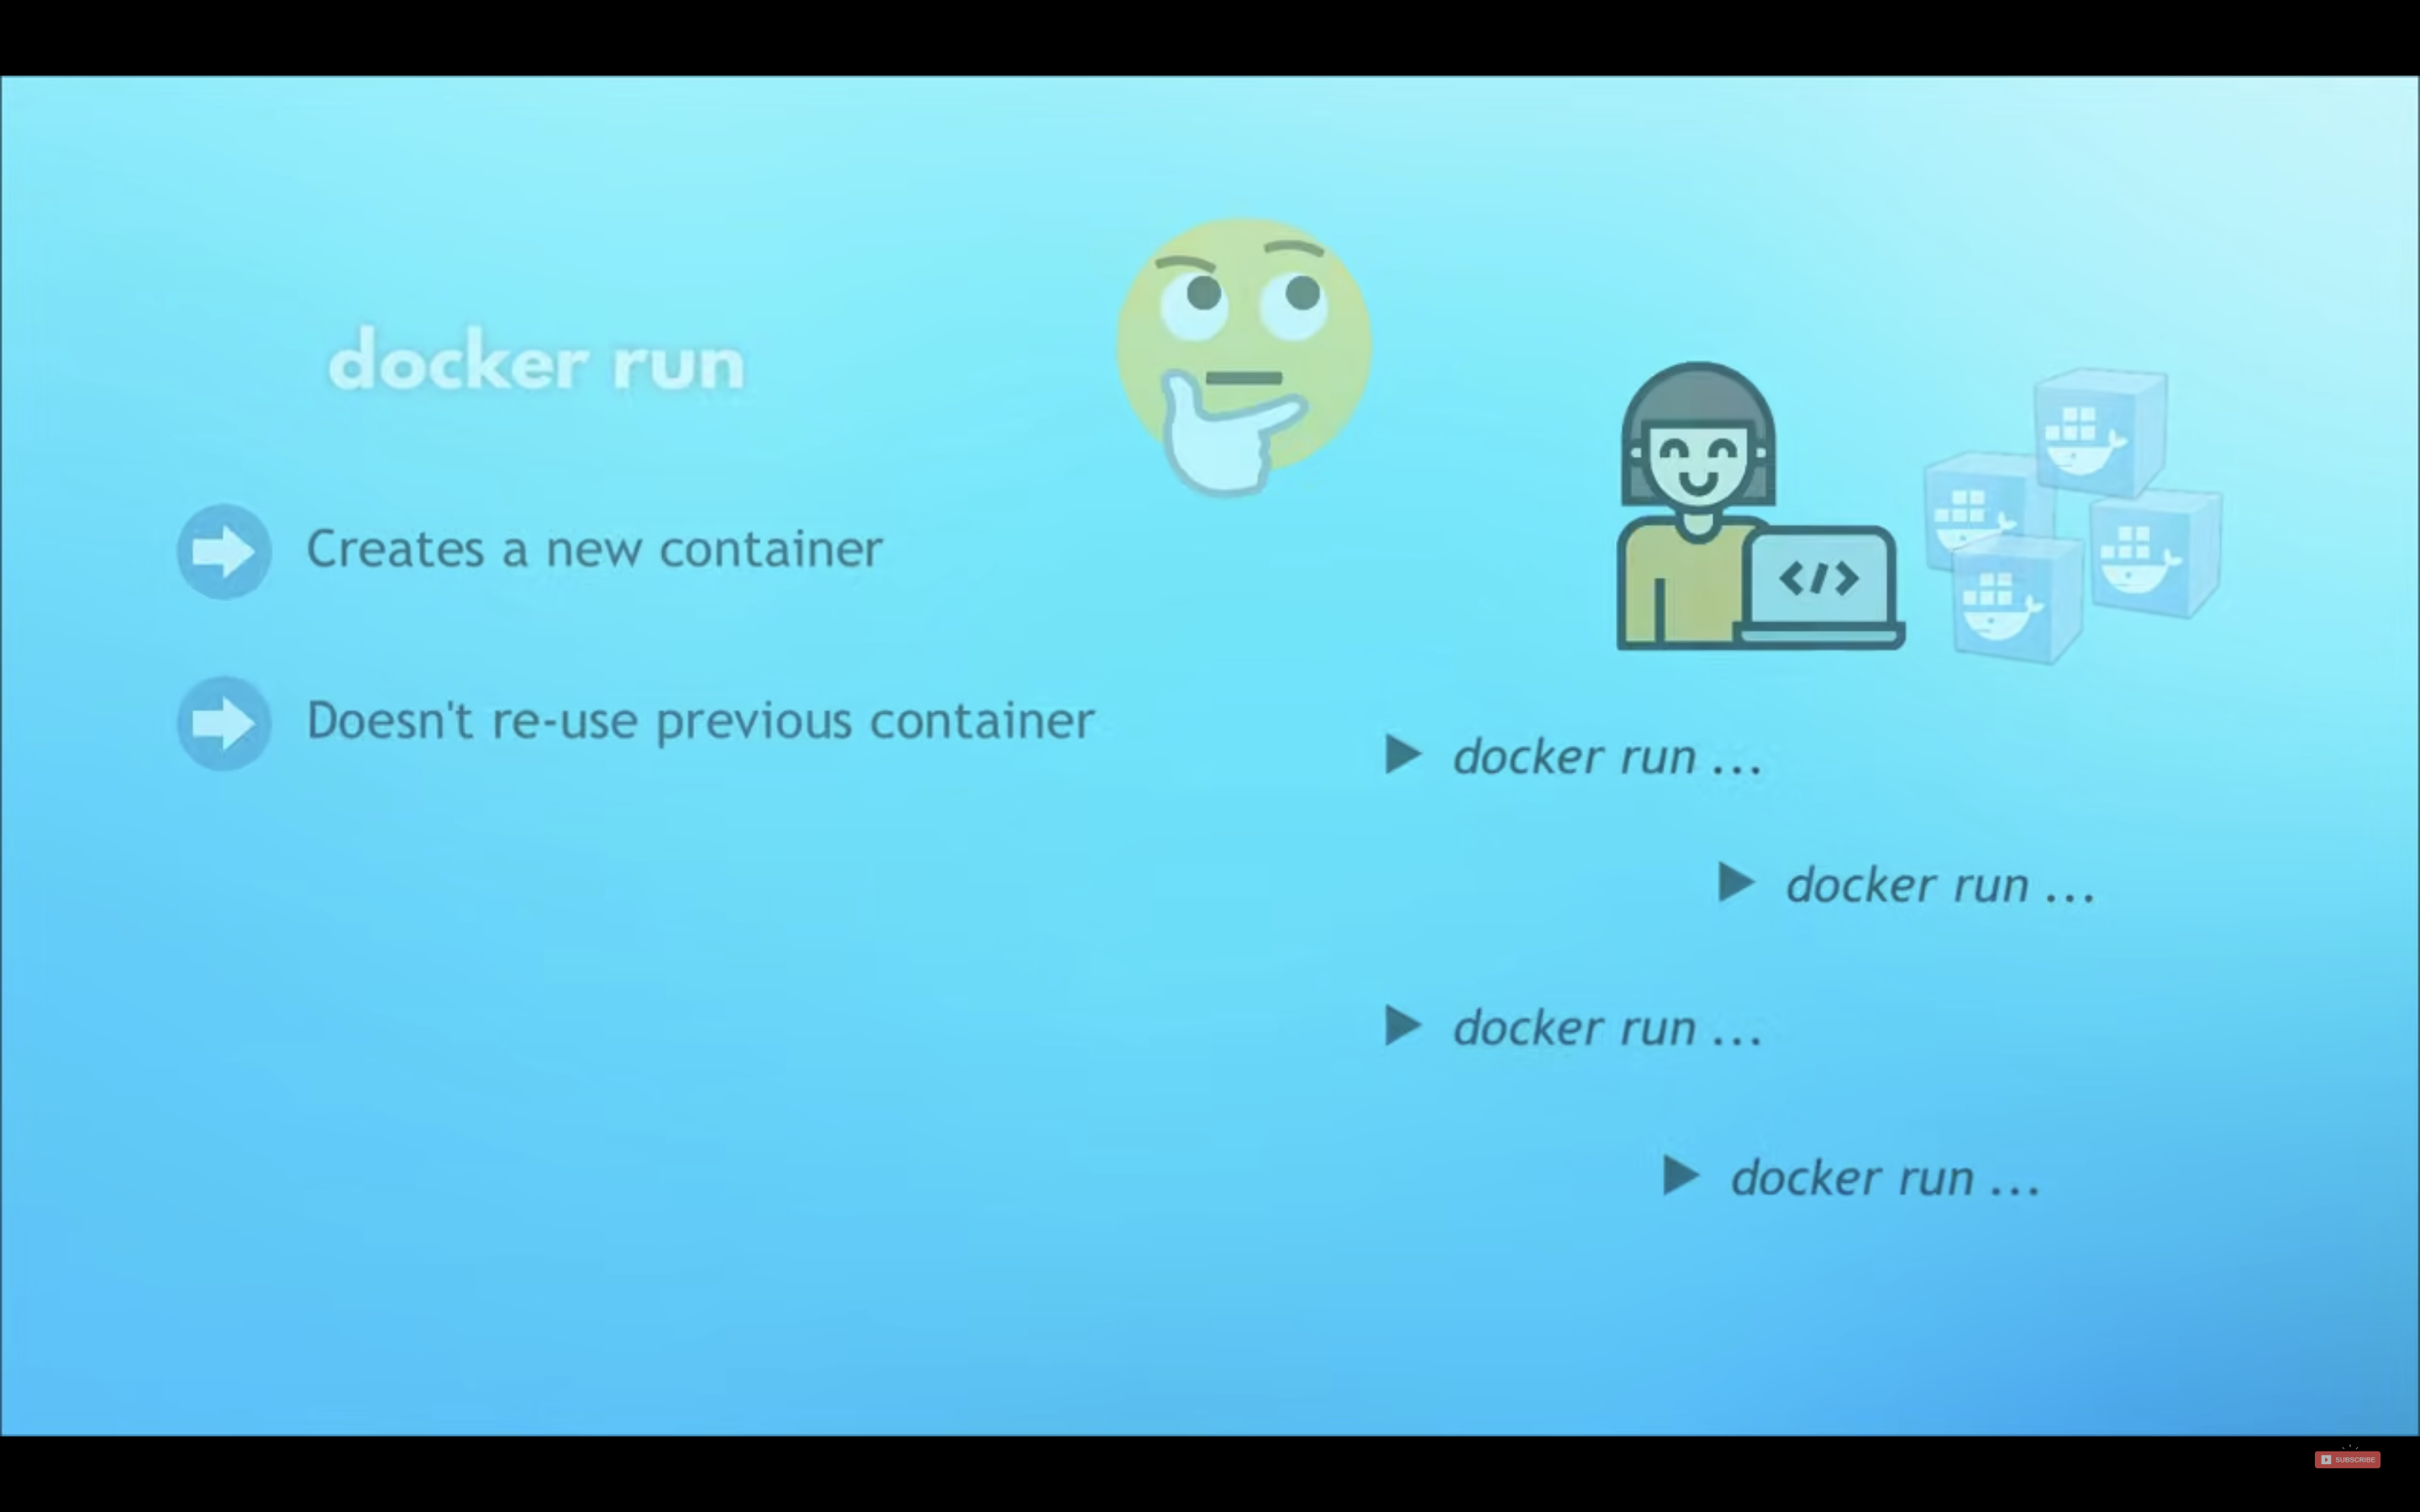 docker run
Creates a new container
Doesn't re-use previous container
</>
docker run ...
docker run ...
docker run ...
docker run ...
SUBSCRIBE